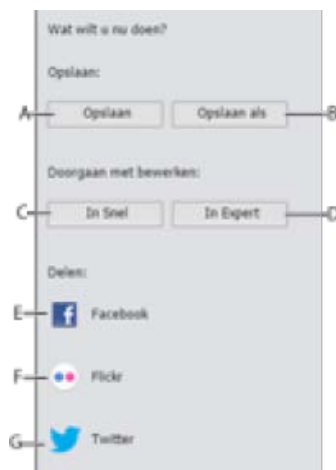 Wat wilt u nu doen?
Opslaan:
A Opslaan Opslaan als B
Doorgaan met bewerken:
C In Snel In Expert D
Delen:
E Facebook
F Flickr
G Twitter